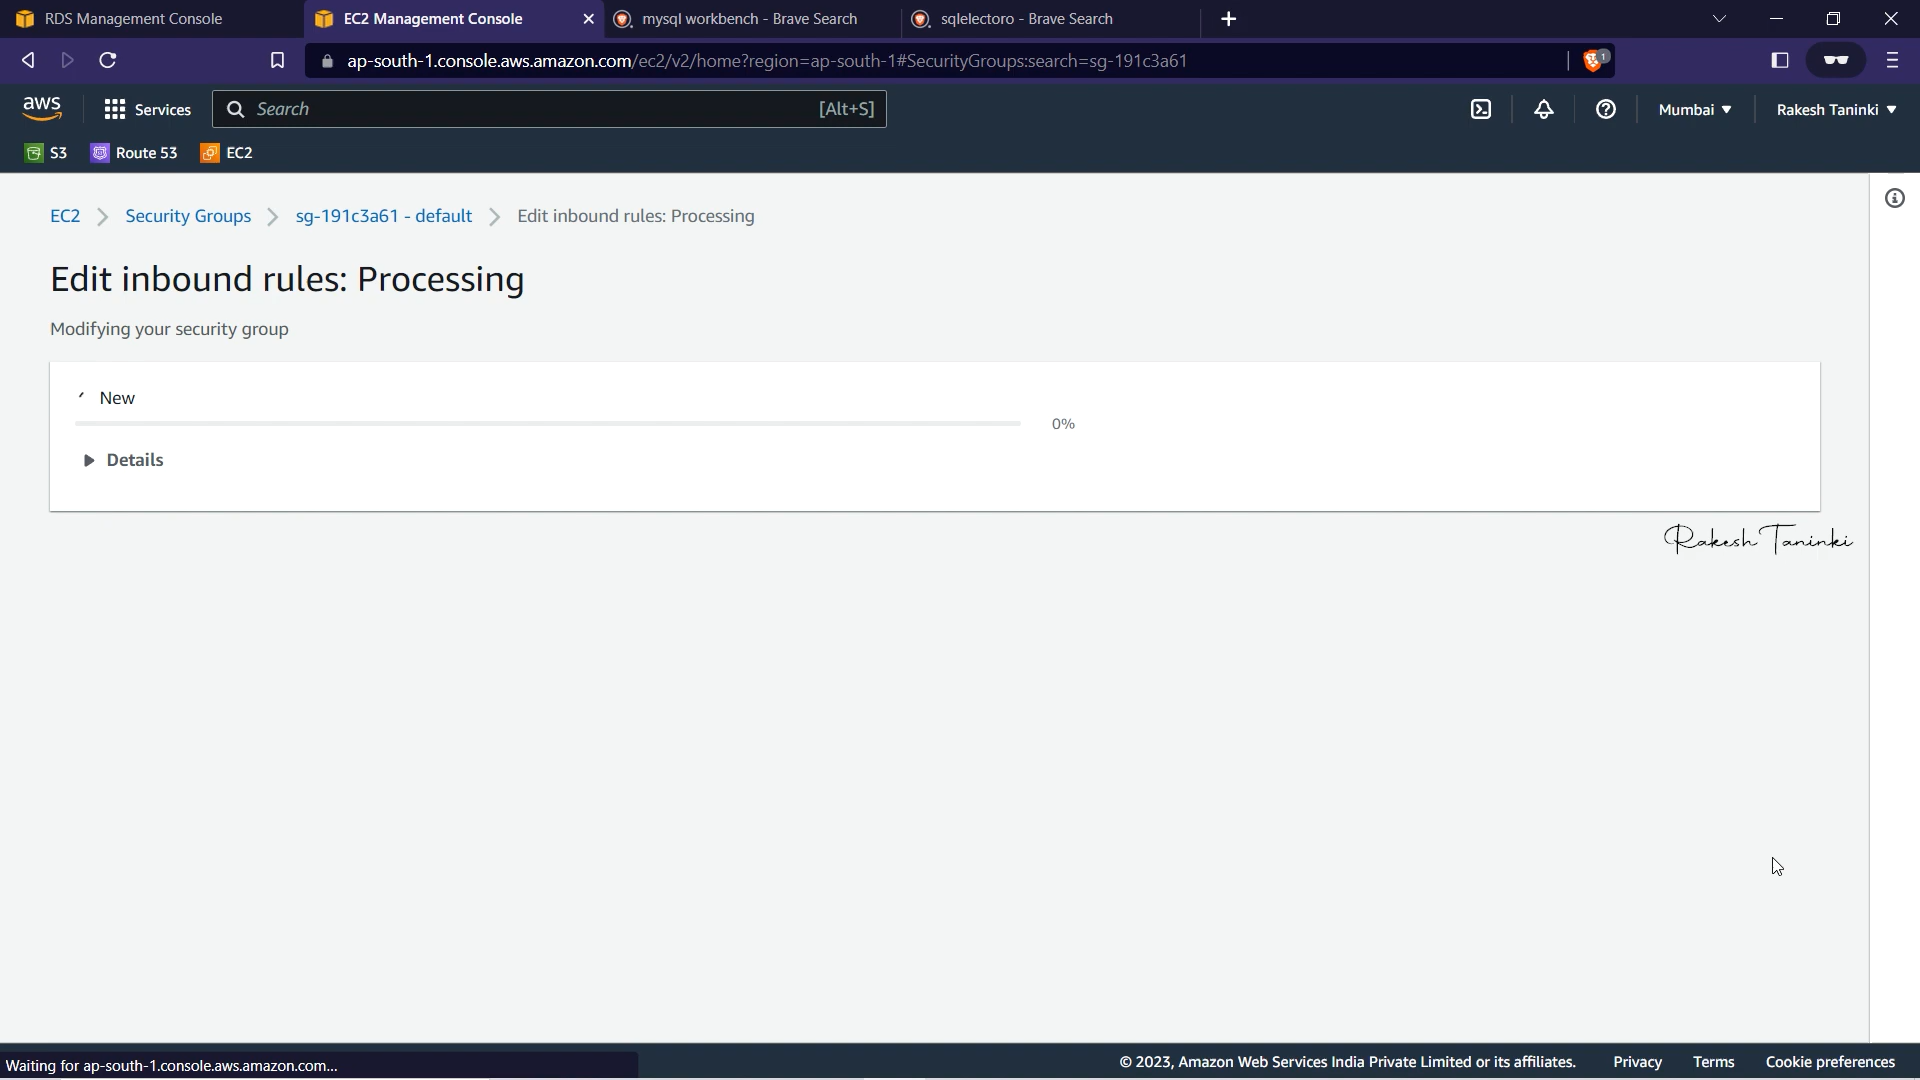 RDS Management Console
EC2 Management Console
mysql workbench - Brave Search
sqlelectoro - Brave Search
ap-south-1.console.aws.amazon.com/ec2/v2/home?region=ap-south-1#SecurityGroups:search=sg-191c3a61
1
aws
Services
Search
[Alt+S]
Mumbai
Rakesh Taninki
S3
Route 53
EC2
EC2
Security Groups
sg-191c3a61 - default
Edit inbound rules: Processing
Edit inbound rules: Processing
Modifying your security group
New
0%
Details
Rakesh Taninki
Waiting for ap-south-1.console.aws.amazon.com...
© 2023, Amazon Web Services India Private Limited or its affiliates.
Privacy
Terms
Cookie preferences